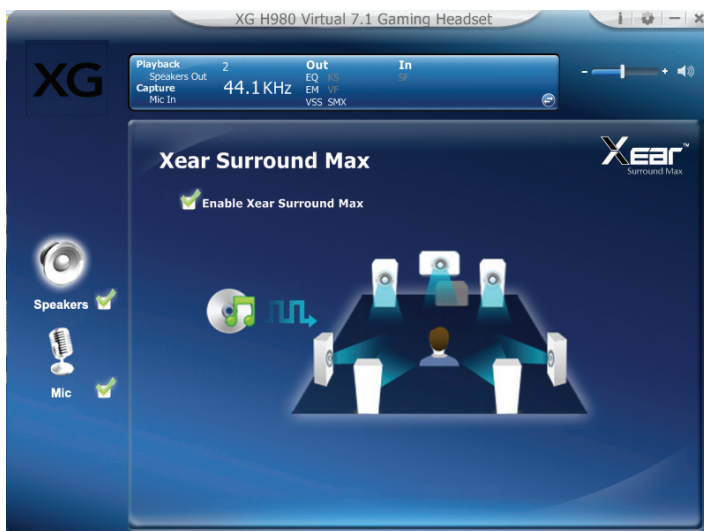 XG H980 Virtual 7.1 Gaming Headset
i
XG
Playback 2 Out In
Speakers Out EQ KS SF
Capture 44.1KHz EM VF
Mic In VSS SMX
- +
Xear Surround Max
Xear™
Surround Max
Enable Xear Surround Max
Speakers
Mic